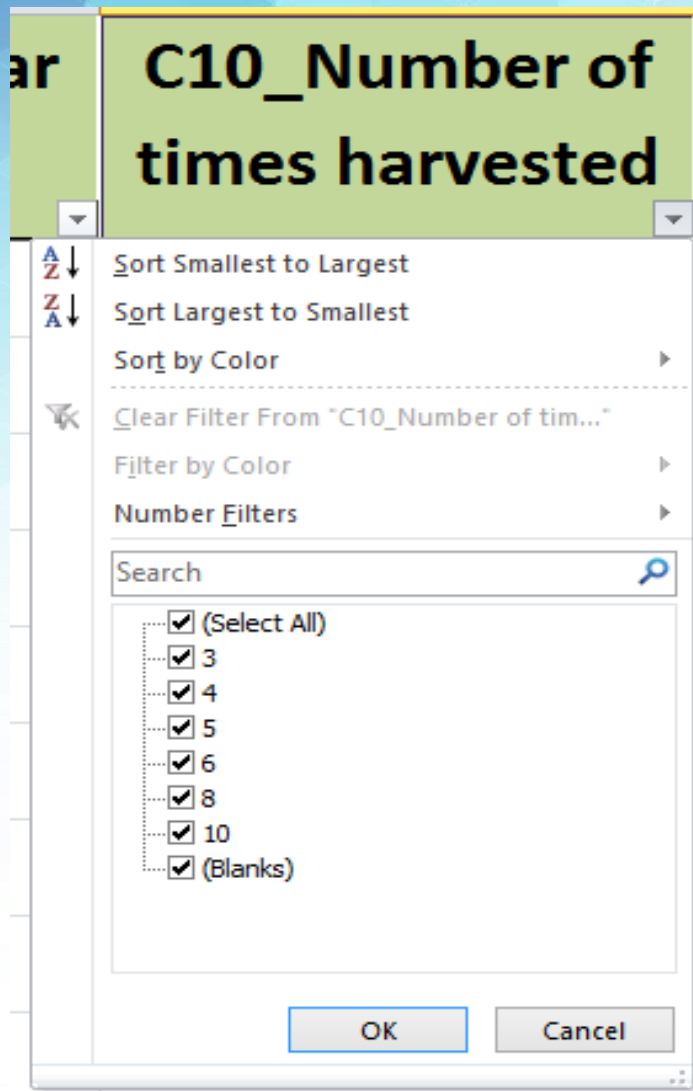 ar
C10_Number of
times harvested
Sort Smallest to Largest
Sort Largest to Smallest
Sort by Color
Clear Filter From "C10_Number of tim..."
Filter by Color
Number Filters
Search
(Select All)
3
4
5
6
8
10
(Blanks)
OK Cancel